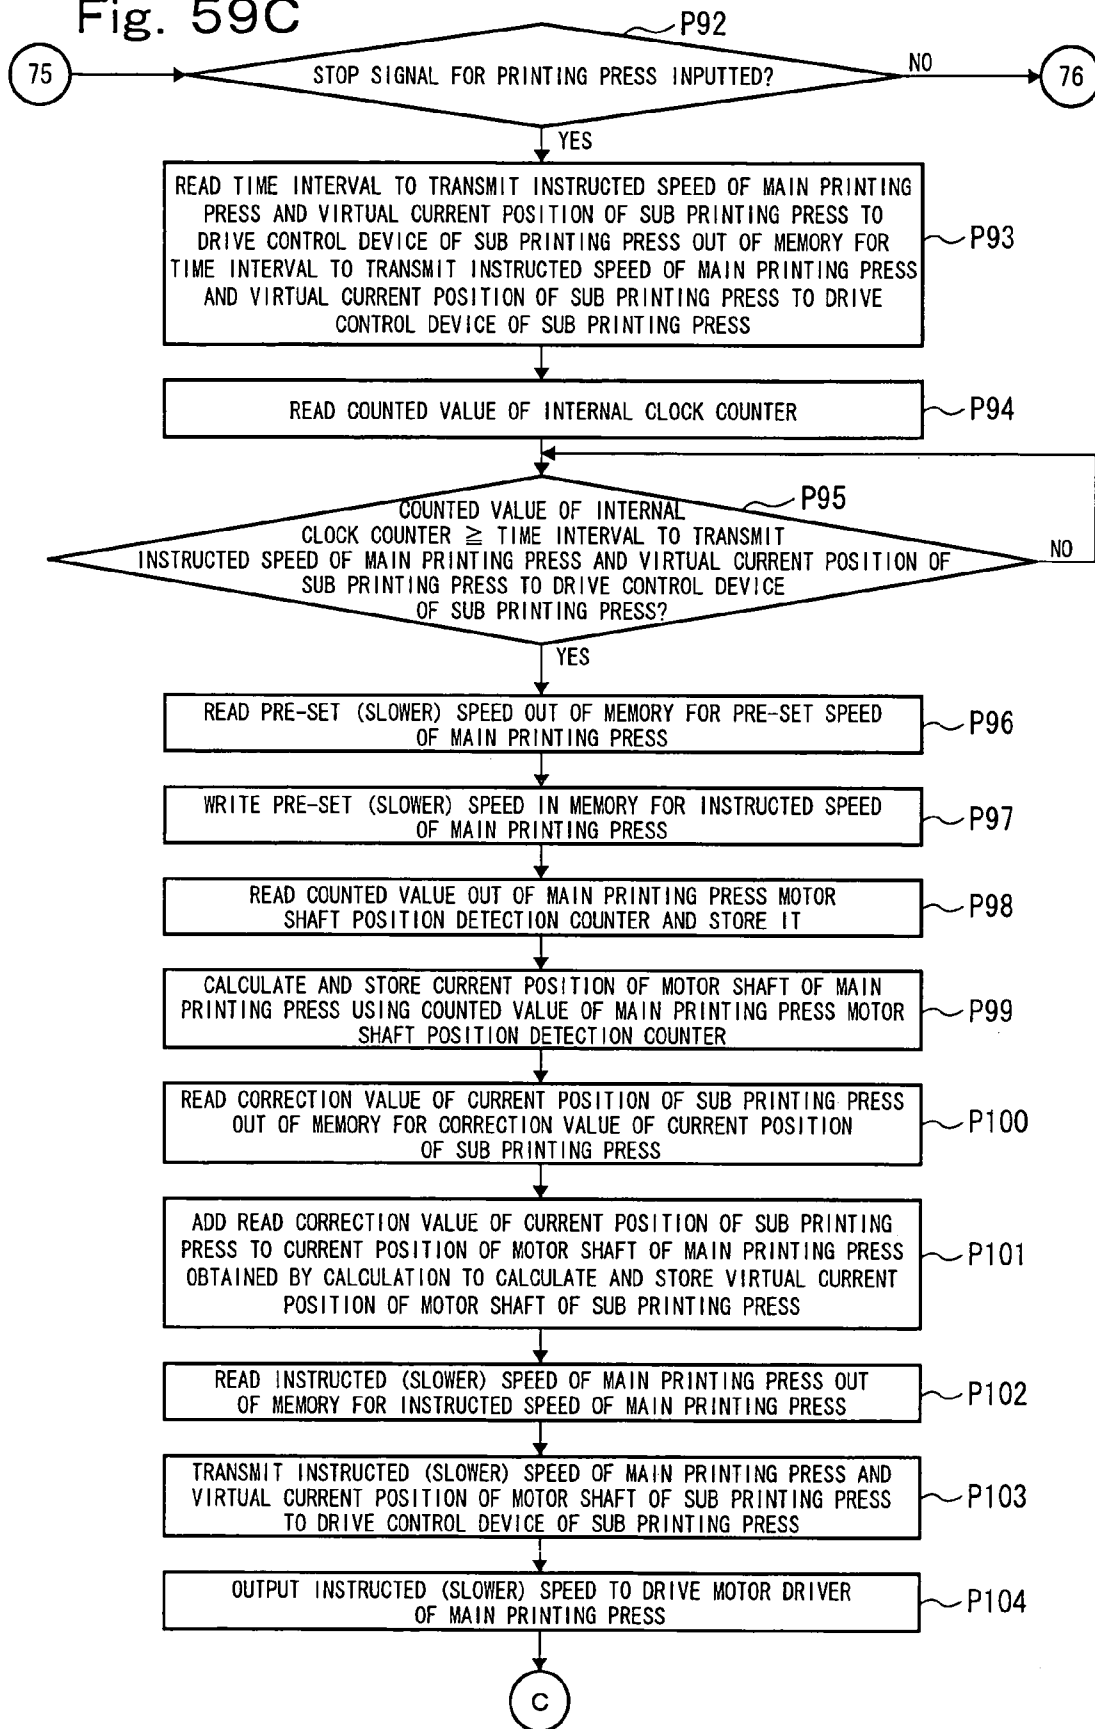 Fig. 59C
P92
75
STOP SIGNAL FOR PRINTING PRESS INPUTTED?
NO
76
YES
READ TIME INTERVAL TO TRANSMIT INSTRUCTED SPEED OF MAIN PRINTING
PRESS AND VIRTUAL CURRENT POSITION OF SUB PRINTING PRESS TO
DRIVE CONTROL DEVICE OF SUB PRINTING PRESS OUT OF MEMORY FOR
TIME INTERVAL TO TRANSMIT INSTRUCTED SPEED OF MAIN PRINTING PRESS
AND VIRTUAL CURRENT POSITION OF SUB PRINTING PRESS TO DRIVE
CONTROL DEVICE OF SUB PRINTING PRESS
P93
READ COUNTED VALUE OF INTERNAL CLOCK COUNTER
P94
P95
COUNTED VALUE OF INTERNAL
CLOCK COUNTER ≧ TIME INTERVAL TO TRANSMIT
INSTRUCTED SPEED OF MAIN PRINTING PRESS AND VIRTUAL CURRENT POSITION OF
SUB PRINTING PRESS TO DRIVE CONTROL DEVICE
OF SUB PRINTING PRESS?
NO
YES
READ PRE-SET (SLOWER) SPEED OUT OF MEMORY FOR PRE-SET SPEED
OF MAIN PRINTING PRESS
P96
WRITE PRE-SET (SLOWER) SPEED IN MEMORY FOR INSTRUCTED SPEED
OF MAIN PRINTING PRESS
P97
READ COUNTED VALUE OUT OF MAIN PRINTING PRESS MOTOR
SHAFT POSITION DETECTION COUNTER AND STORE IT
P98
CALCULATE AND STORE CURRENT POSITION OF MOTOR SHAFT OF MAIN
PRINTING PRESS USING COUNTED VALUE OF MAIN PRINTING PRESS MOTOR
SHAFT POSITION DETECTION COUNTER
P99
READ CORRECTION VALUE OF CURRENT POSITION OF SUB PRINTING PRESS
OUT OF MEMORY FOR CORRECTION VALUE OF CURRENT POSITION
OF SUB PRINTING PRESS
P100
ADD READ CORRECTION VALUE OF CURRENT POSITION OF SUB PRINTING
PRESS TO CURRENT POSITION OF MOTOR SHAFT OF MAIN PRINTING PRESS
OBTAINED BY CALCULATION TO CALCULATE AND STORE VIRTUAL CURRENT
POSITION OF MOTOR SHAFT OF SUB PRINTING PRESS
P101
READ INSTRUCTED (SLOWER) SPEED OF MAIN PRINTING PRESS OUT
OF MEMORY FOR INSTRUCTED SPEED OF MAIN PRINTING PRESS
P102
TRANSMIT INSTRUCTED (SLOWER) SPEED OF MAIN PRINTING PRESS AND
VIRTUAL CURRENT POSITION OF MOTOR SHAFT OF SUB PRINTING PRESS
TO DRIVE CONTROL DEVICE OF SUB PRINTING PRESS
P103
OUTPUT INSTRUCTED (SLOWER) SPEED TO DRIVE MOTOR DRIVER
OF MAIN PRINTING PRESS
P104
C